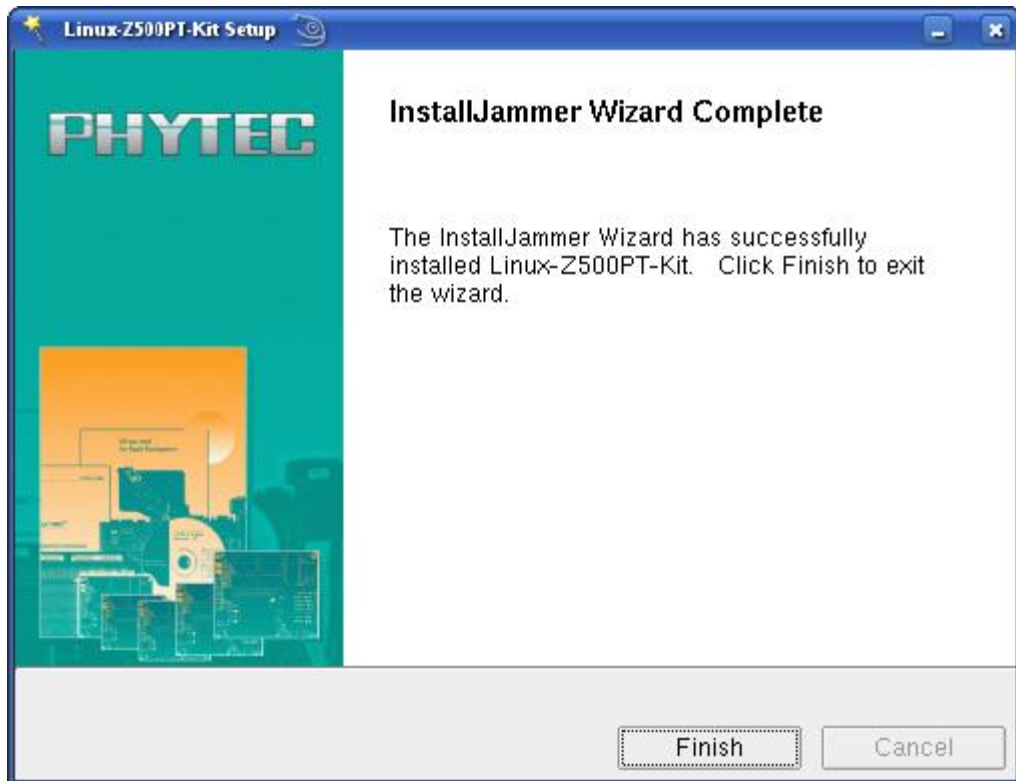 Linux-Z500PT-Kit Setup
PHYTEC
InstallJammer Wizard Complete
The InstallJammer Wizard has successfully
installed Linux-Z500PT-Kit.   Click Finish to exit
the wizard.
Finish
Cancel